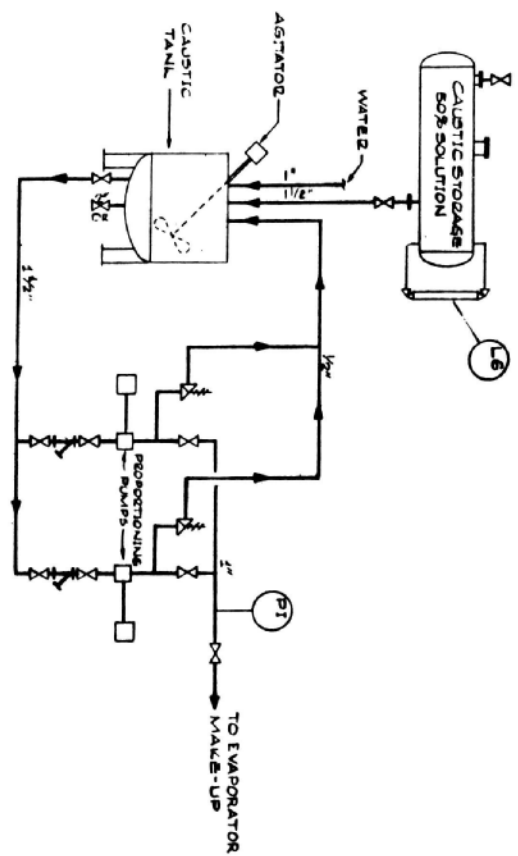 CAUSTIC
TANK
AGITATOR
WATER
CAUSTIC STORAGE
50% SOLUTION
LG
1"
1 1/2"
1 1/2"
1/2"
PROPORTIONING
PUMPS
1"
PI
TO EVAPORATOR
MAKE-UP